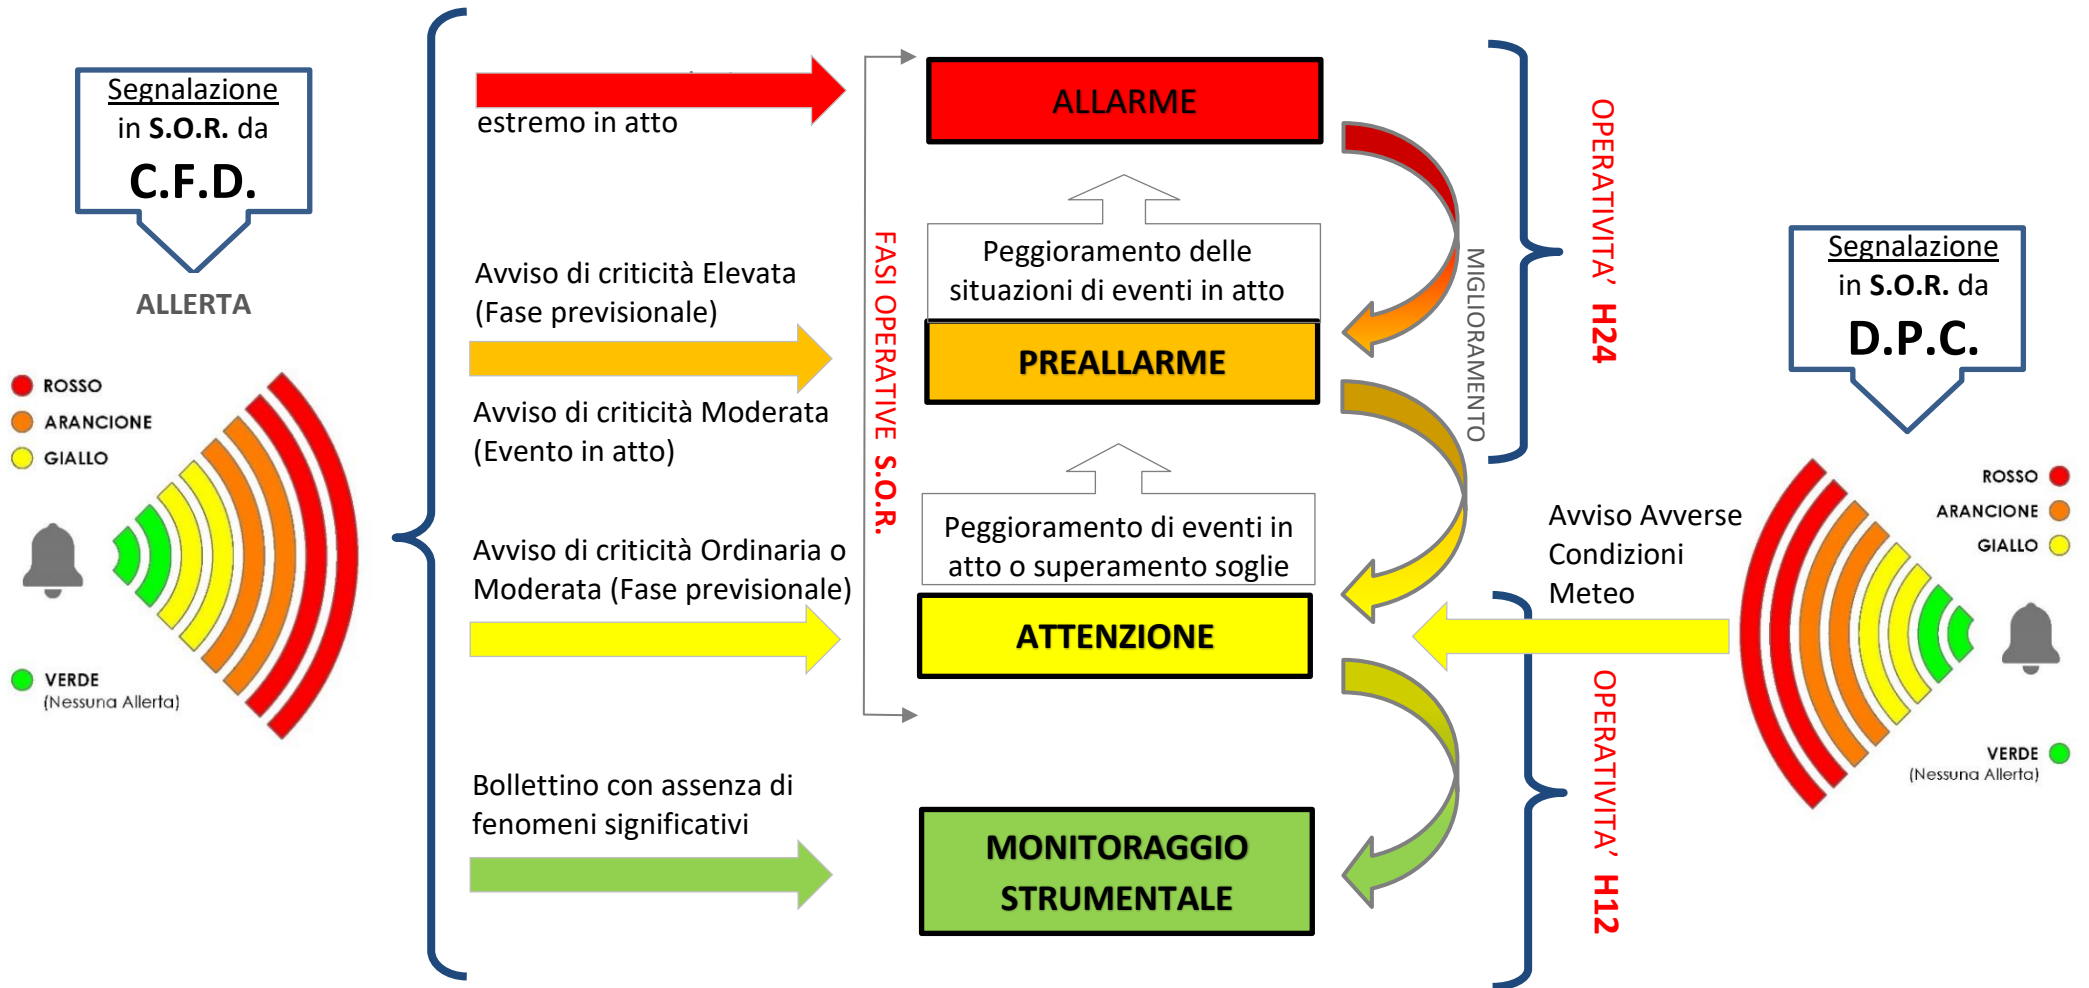 Segnalazione
in S.O.R. da
C.F.D.
ALLERTA
ROSSO
ARANCIONE
GIALLO
VERDE
(Nessuna Allerta)
estremo in atto
Avviso di criticità Elevata
(Fase previsionale)
Avviso di criticità Moderata
(Evento in atto)
Avviso di criticità Ordinaria o
Moderata (Fase previsionale)
Bollettino con assenza di
fenomeni significativi
FASI OPERATIVE S.O.R.
ALLARME
Peggioramento delle
situazioni di eventi in atto
PREALLARME
Peggioramento di eventi in
atto o superamento soglie
ATTENZIONE
MONITORAGGIO
STRUMENTALE
MIGLIORAMENTO
OPERATIVITA’ H24
OPERATIVITA’ H12
Avviso Avverse
Condizioni
Meteo
Segnalazione
in S.O.R. da
D.P.C.
ROSSO
ARANCIONE
GIALLO
VERDE
(Nessuna Allerta)